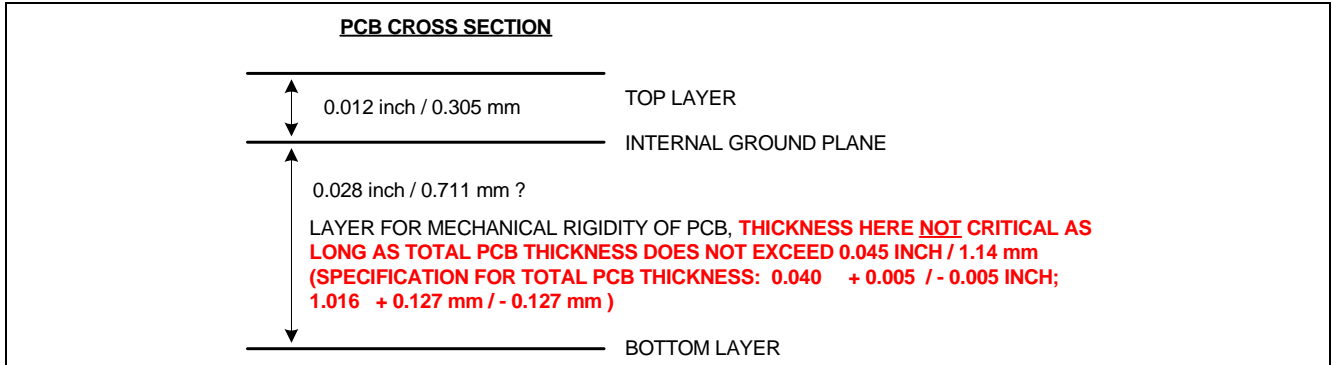 PCB CROSS SECTION
TOP LAYER
0.012 inch / 0.305 mm
INTERNAL GROUND PLANE
0.028 inch / 0.711 mm ?
LAYER FOR MECHANICAL RIGIDITY OF PCB, THICKNESS HERE NOT CRITICAL AS
LONG AS TOTAL PCB THICKNESS DOES NOT EXCEED 0.045 INCH / 1.14 mm
(SPECIFICATION FOR TOTAL PCB THICKNESS: 0.040 + 0.005 / - 0.005 INCH;
1.016 + 0.127 mm / - 0.127 mm )
BOTTOM LAYER